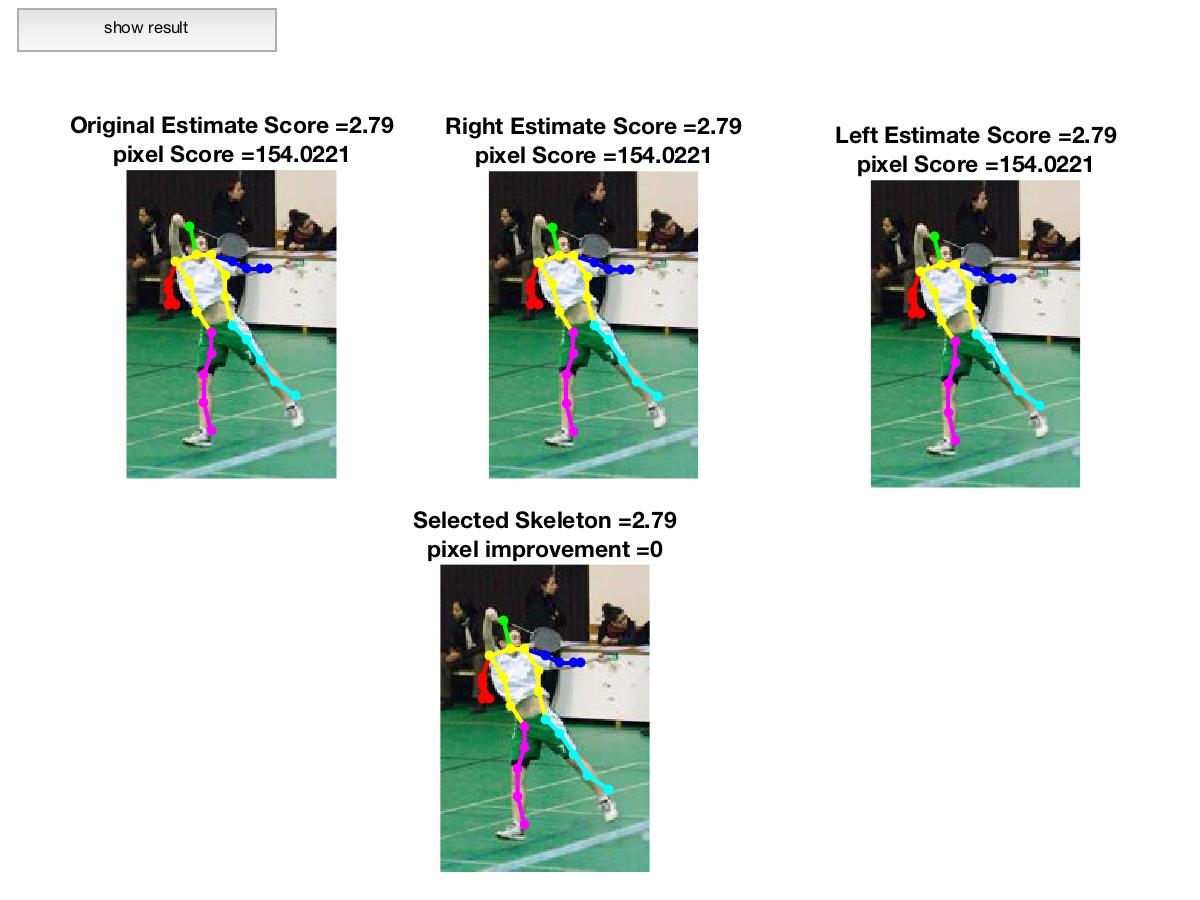 show result
Original Estimate Score =2.79
pixel Score =154.0221
Right Estimate Score =2.79
pixel Score =154.0221
Left Estimate Score =2.79
pixel Score =154.0221
Selected Skeleton =2.79
pixel improvement =0